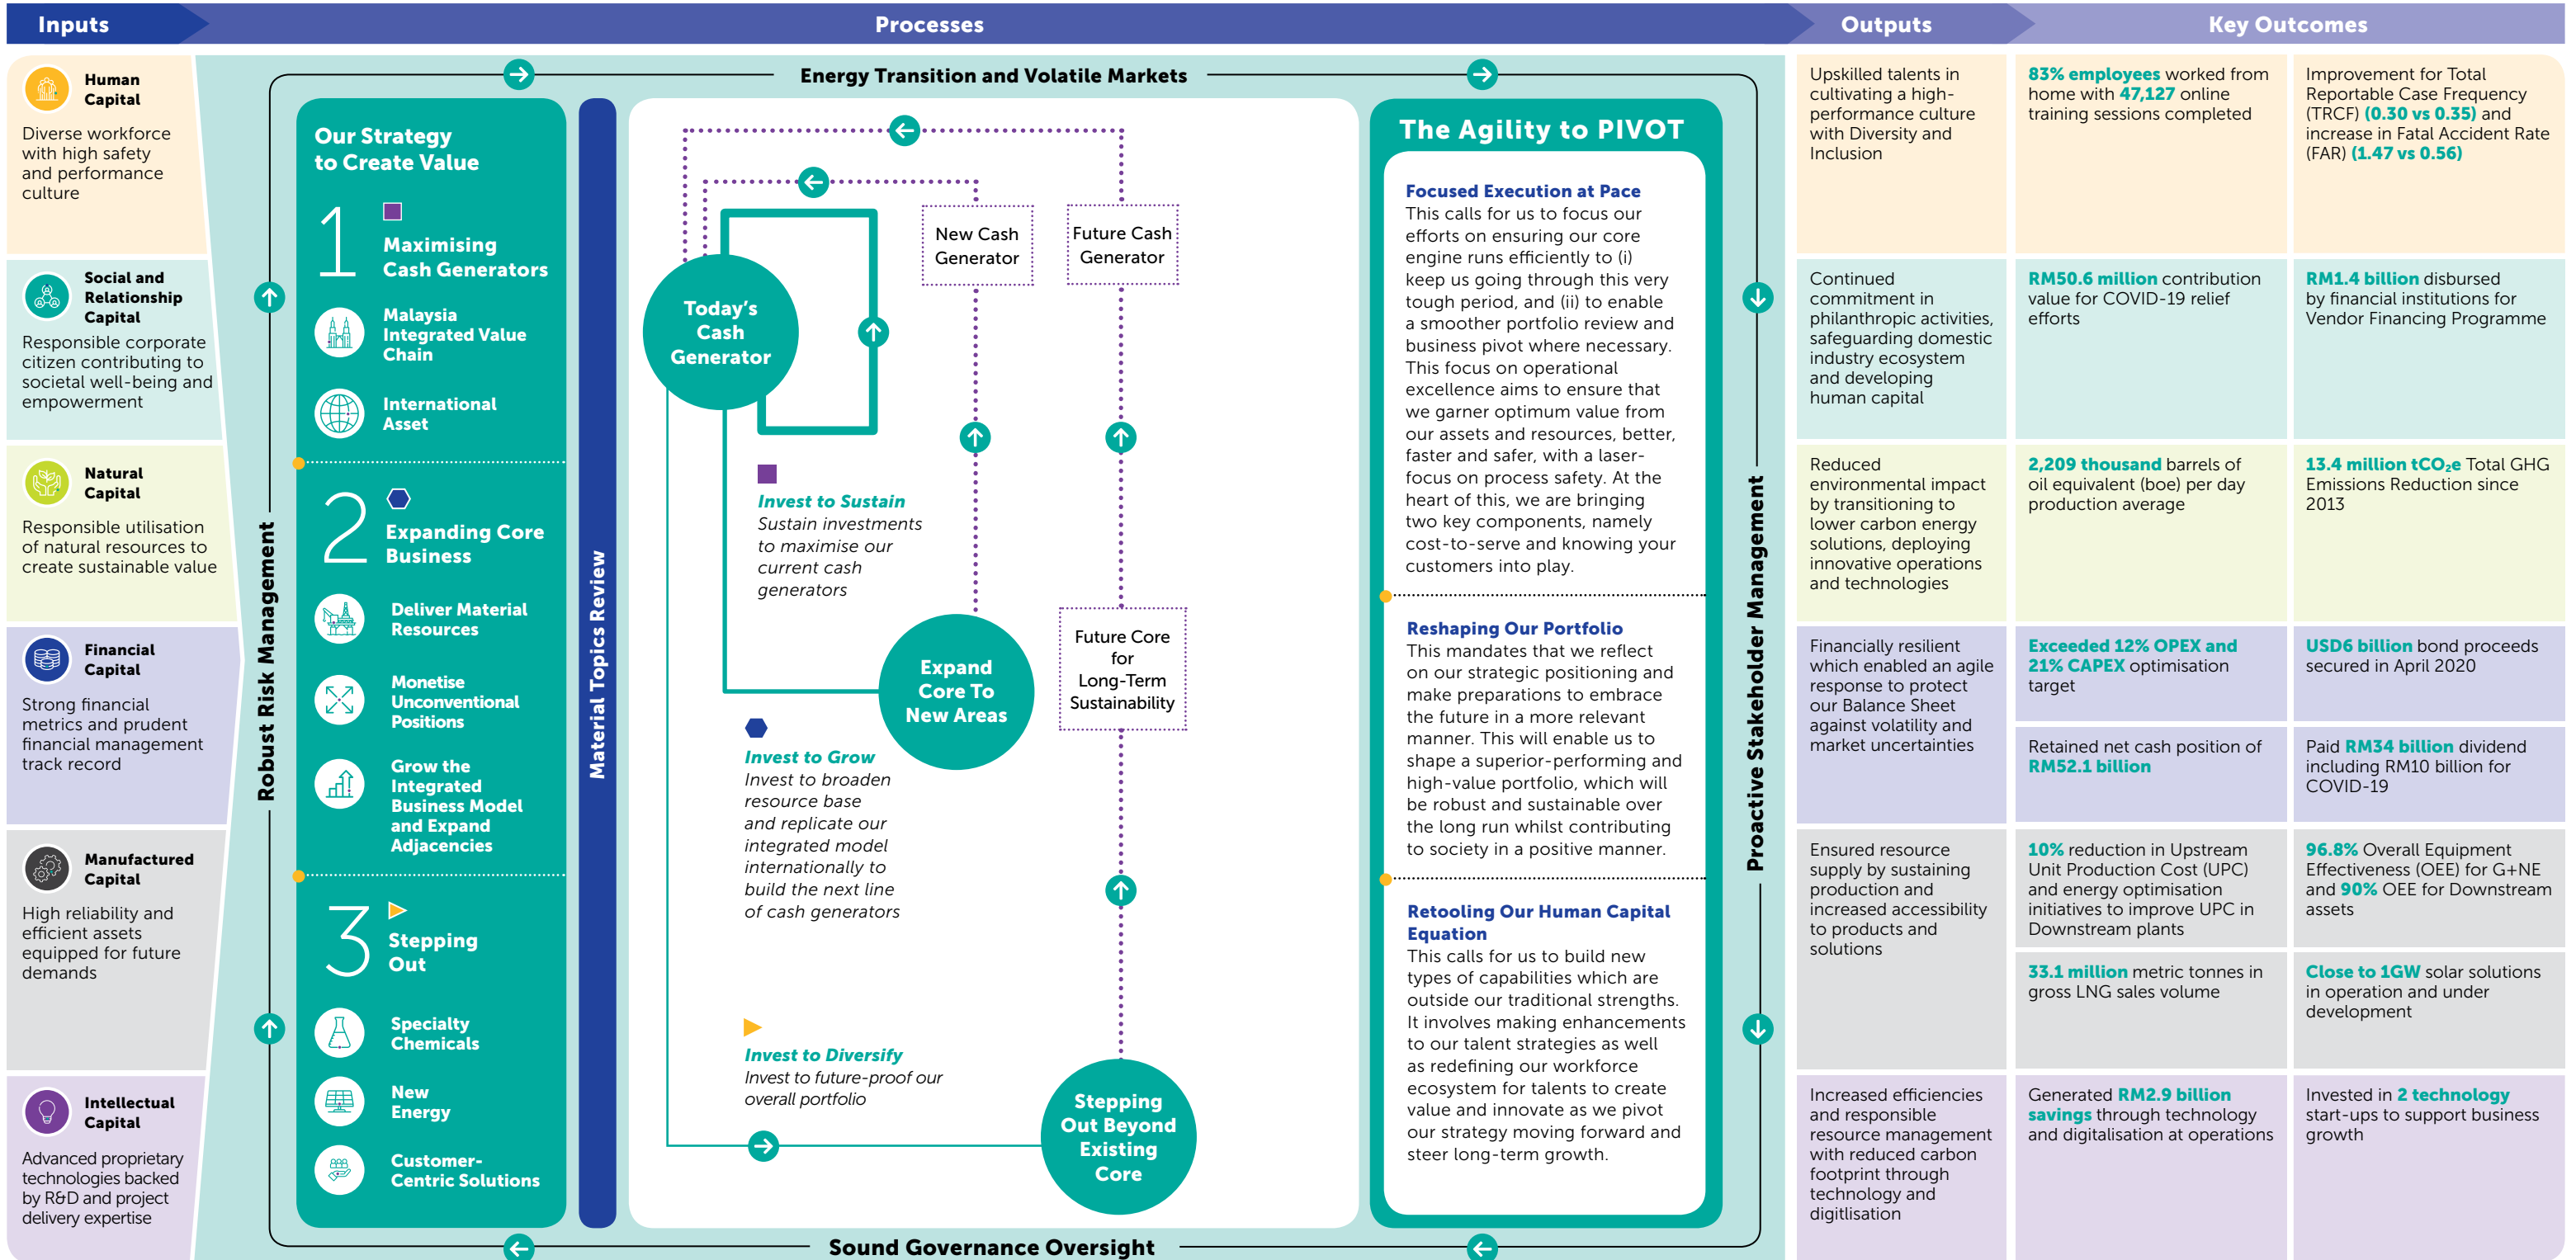 Inputs
Processes
Outputs
Key Outcomes
Human
Capital
Diverse workforce
with high safety
and performance
culture
Social and
Relationship
Capital
Responsible corporate
citizen contributing to
societal well-being and
empowerment
Natural
Capital
Responsible utilisation
of natural resources to
create sustainable value
Financial
Capital
Strong financial
metrics and prudent
financial management
track record
Manufactured
Capital
High reliability and
efficient assets
equipped for future
demands
Intellectual
Capital
Advanced proprietary
technologies backed
by R&D and project
delivery expertise
Robust Risk Management
Energy Transition and Volatile Markets
Our Strategy
to Create Value
1
Maximising
Cash Generators
Malaysia
Integrated Value
Chain
International
Asset
2
Expanding Core
Business
Deliver Material
Resources
Monetise
Unconventional
Positions
Grow the
Integrated
Business Model
and Expand
Adjacencies
3
Stepping
Out
Specialty
Chemicals
New
Energy
Customer-
Centric Solutions
Material Topics Review
Today's
Cash
Generator
New Cash
Generator
Future Cash
Generator
Invest to Sustain
Sustain investments
to maximise our
current cash
generators
Expand
Core To
New Areas
Future Core
for
Long-Term
Sustainability
Invest to Grow
Invest to broaden
resource base
and replicate our
integrated model
internationally to
build the next line
of cash generators
Invest to Diversify
Invest to future-proof our
overall portfolio
Stepping
Out Beyond
Existing
Core
The Agility to PIVOT
Focused Execution at Pace
This calls for us to focus our
efforts on ensuring our core
engine runs efficiently to (i)
keep us going through this very
tough period, and (ii) to enable
a smoother portfolio review and
business pivot where necessary.
This focus on operational
excellence aims to ensure that
we garner optimum value from
our assets and resources, better,
faster and safer, with a laser-
focus on process safety. At the
heart of this, we are bringing
two key components, namely
cost-to-serve and knowing your
customers into play.
Reshaping Our Portfolio
This mandates that we reflect
on our strategic positioning and
make preparations to embrace
the future in a more relevant
manner. This will enable us to
shape a superior-performing and
high-value portfolio, which will
be robust and sustainable over
the long run whilst contributing
to society in a positive manner.
Retooling Our Human Capital
Equation
This calls for us to build new
types of capabilities which are
outside our traditional strengths.
It involves making enhancements
to our talent strategies as well
as redefining our workforce
ecosystem for talents to create
value and innovate as we pivot
our strategy moving forward and
steer long-term growth.
Proactive Stakeholder Management
Sound Governance Oversight
Upskilled talents in
cultivating a high-
performance culture
with Diversity and
Inclusion
83% employees worked from
home with 47,127 online
training sessions completed
Improvement for Total
Reportable Case Frequency
(TRCF) (0.30 vs 0.35) and
increase in Fatal Accident Rate
(FAR) (1.47 vs 0.56)
Continued
commitment in
philanthropic activities,
safeguarding domestic
industry ecosystem
and developing
human capital
RM50.6 million contribution
value for COVID-19 relief
efforts
RM1.4 billion disbursed
by financial institutions for
Vendor Financing Programme
Reduced
environmental impact
by transitioning to
lower carbon energy
solutions, deploying
innovative operations
and technologies
2,209 thousand barrels of
oil equivalent (boe) per day
production average
13.4 million tCO₂e Total GHG
Emissions Reduction since
2013
Financially resilient
which enabled an agile
response to protect
our Balance Sheet
against volatility and
market uncertainties
Exceeded 12% OPEX and
21% CAPEX optimisation
target
USD6 billion bond proceeds
secured in April 2020
Retained net cash position of
RM52.1 billion
Paid RM34 billion dividend
including RM10 billion for
COVID-19
Ensured resource
supply by sustaining
production and
increased accessibility
to products and
solutions
10% reduction in Upstream
Unit Production Cost (UPC)
and energy optimisation
initiatives to improve UPC in
Downstream plants
96.8% Overall Equipment
Effectiveness (OEE) for G+NE
and 90% OEE for Downstream
assets
33.1 million metric tonnes in
gross LNG sales volume
Close to 1GW solar solutions
in operation and under
development
Increased efficiencies
and responsible
resource management
with reduced carbon
footprint through
technology and
digitlisation
Generated RM2.9 billion
savings through technology
and digitalisation at operations
Invested in 2 technology
start-ups to support business
growth